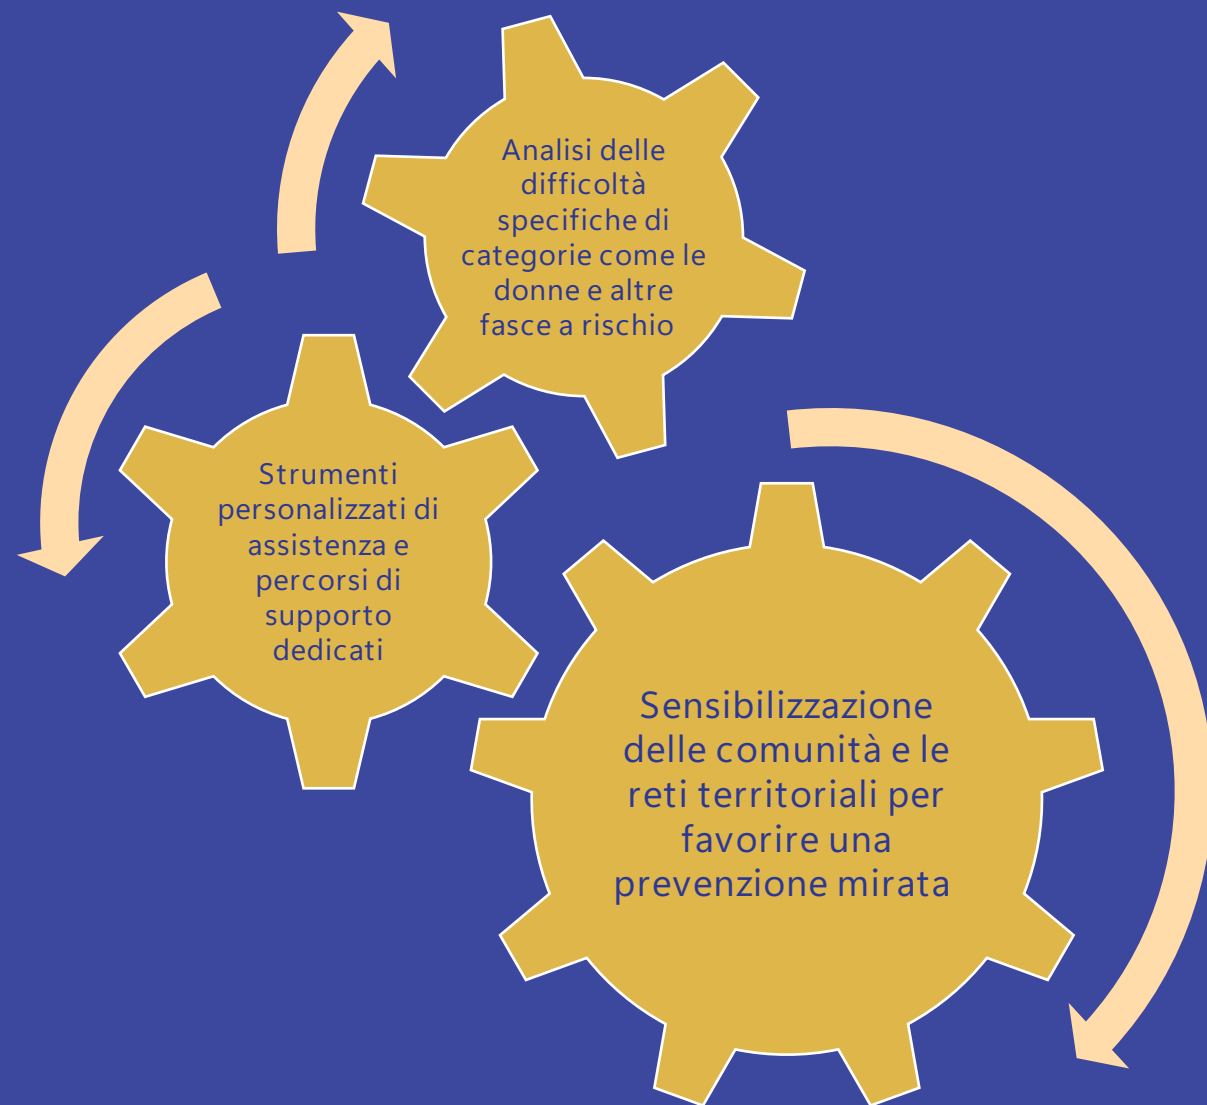 Analisi delle
difficoltà
specifiche di
categorie come le
donne e altre
fasce a rischio
Strumenti
personalizzati di
assistenza e
percorsi di
supporto
dedicati
Sensibilizzazione
delle comunità e le
reti territoriali per
favorire una
prevenzione mirata